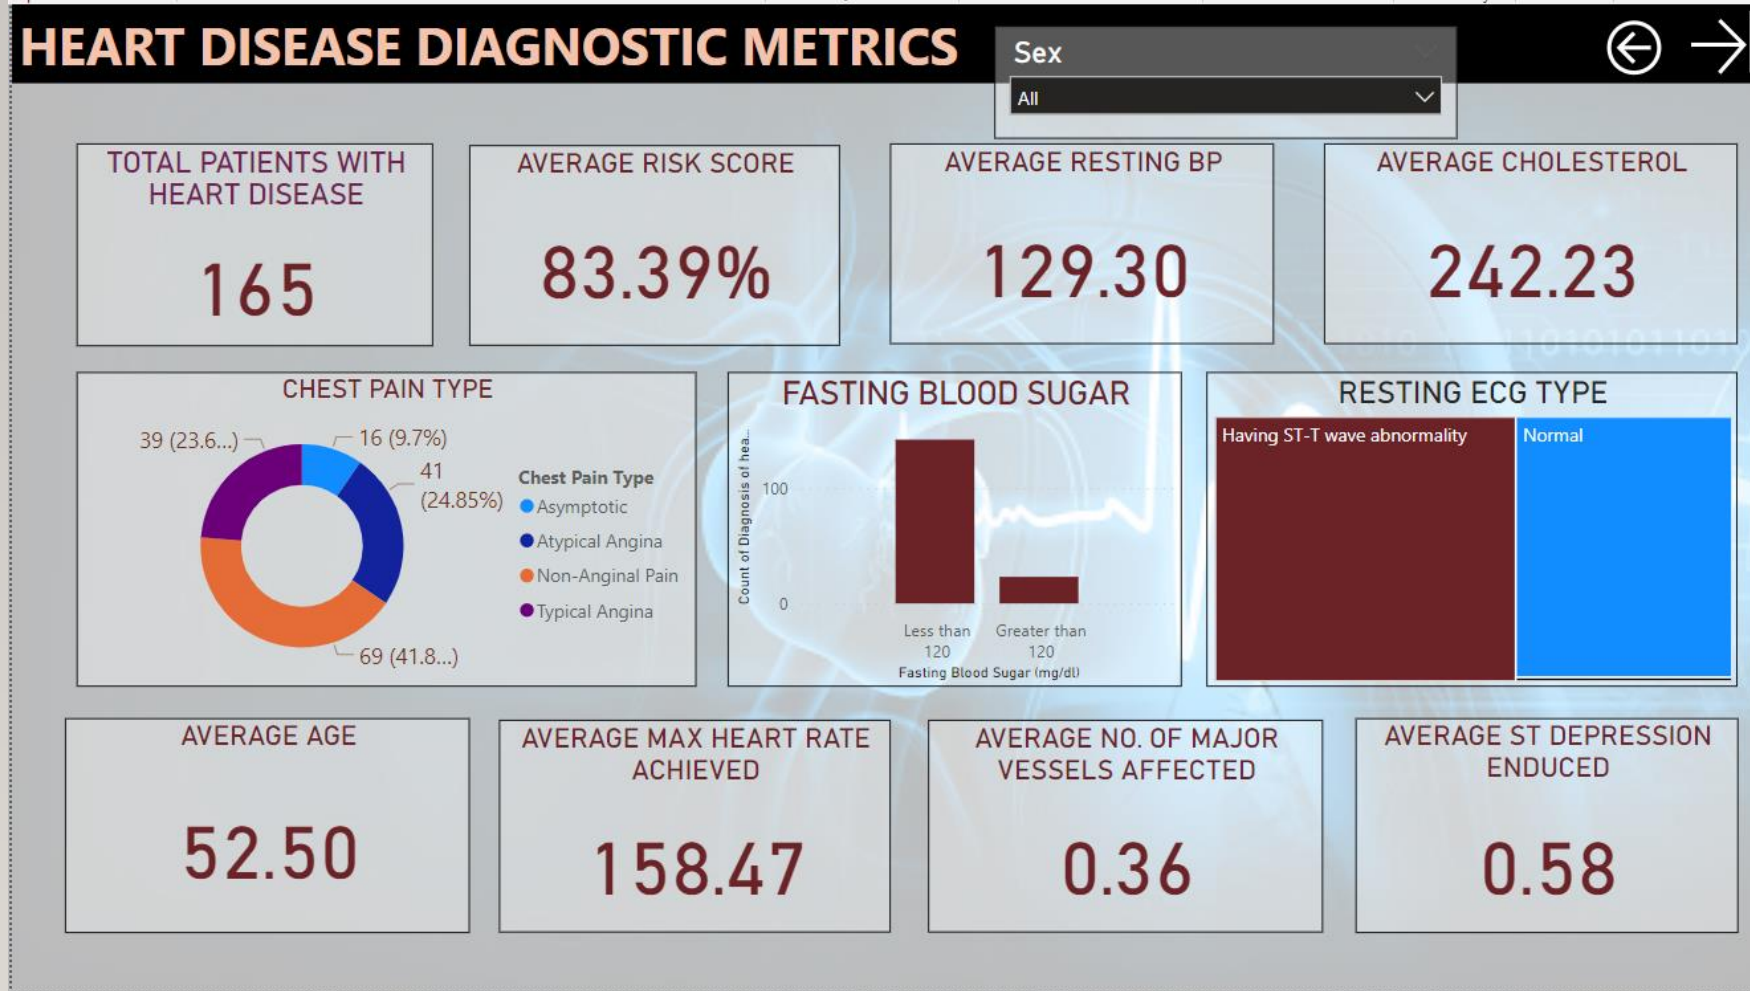 HEART DISEASE DIAGNOSTIC METRICS
Sex
All
TOTAL PATIENTS WITH
HEART DISEASE
165
AVERAGE RISK SCORE
83.39%
AVERAGE RESTING BP
129.30
AVERAGE CHOLESTEROL
242.23
CHEST PAIN TYPE
39 (23.6...)
16 (9.7%)
41
(24.85%)
69 (41.8...)
Chest Pain Type
Asymptotic
Atypical Angina
Non-Anginal Pain
Typical Angina
FASTING BLOOD SUGAR
Count of Diagnosis of hea...
100
0
Less than
120
Greater than
120
Fasting Blood Sugar (mg/dl)
RESTING ECG TYPE
Having ST-T wave abnormality
Normal
AVERAGE AGE
52.50
AVERAGE MAX HEART RATE
ACHIEVED
158.47
AVERAGE NO. OF MAJOR
VESSELS AFFECTED
0.36
AVERAGE ST DEPRESSION
ENDUCED
0.58